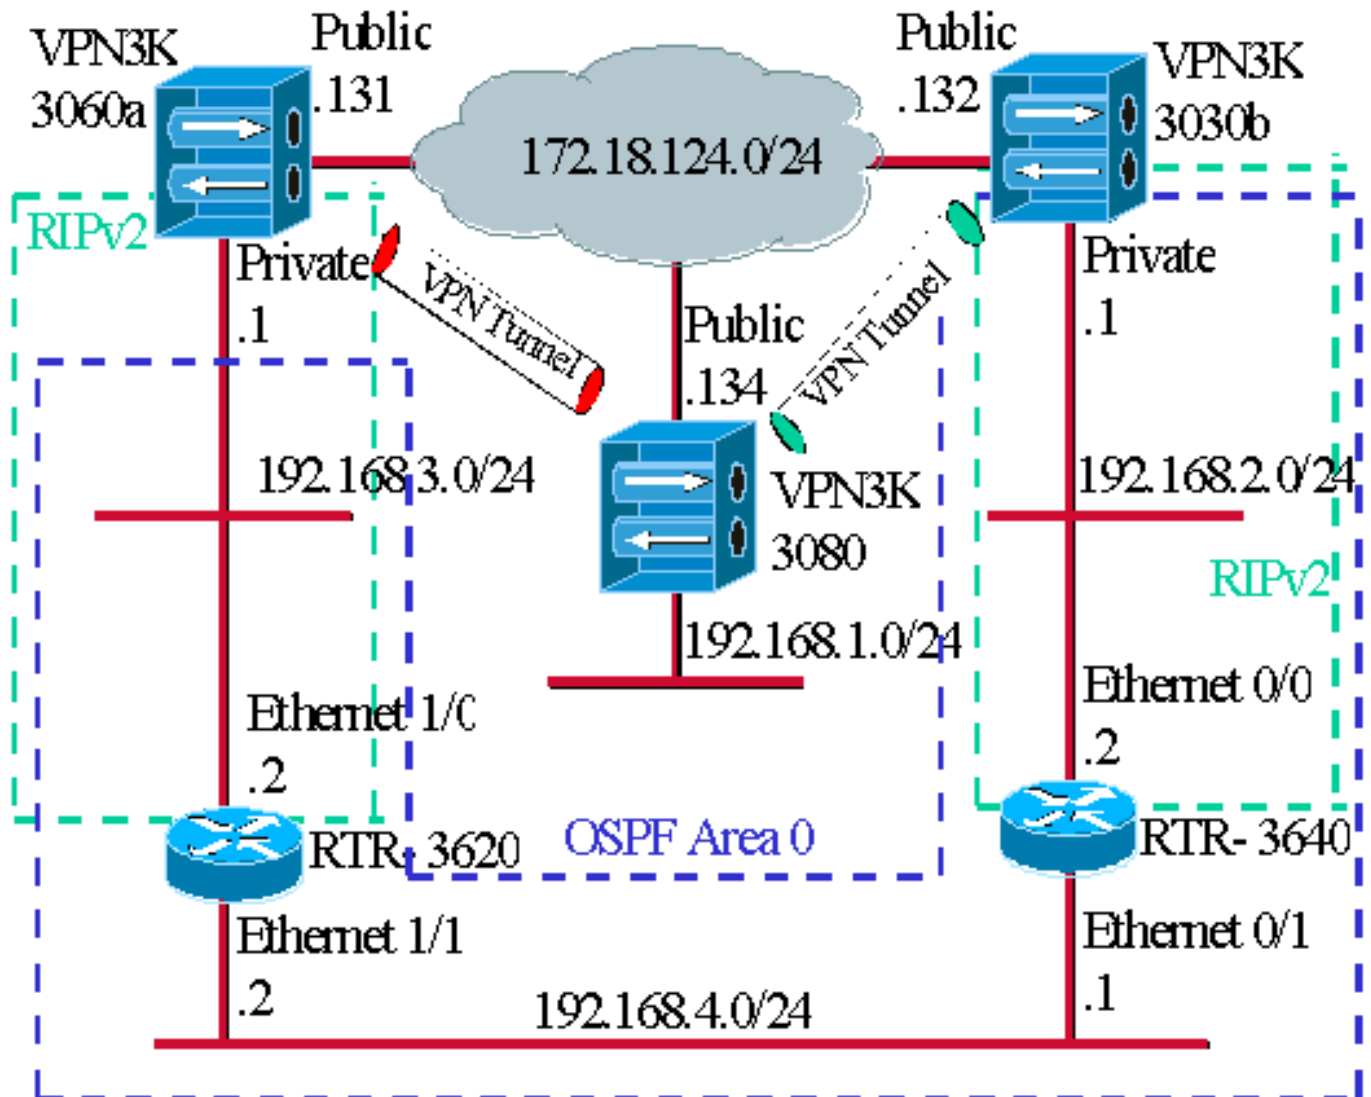 VPN3K
3060a
Public
.131
Public
.132
VPN3K
3030b
172.18.124.0/24
RIPv2
Private
.1
VPN Tunnel
Public
.134
VPN Tunnel
Private
.1
192.168.3.0/24
VPN3K
3080
192.168.2.0/24
RIPv2
192.168.1.0/24
Ethernet 1/0
.2
Ethernet 0/0
.2
RTR- 3620
OSPF Area 0
RTR- 3640
Ethernet 1/1
.2
Ethernet 0/1
.1
192.168.4.0/24